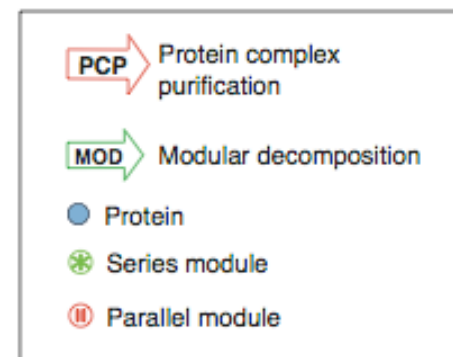 PCP Protein complex
purification
MOD Modular decomposition
Protein
Series module
Parallel module